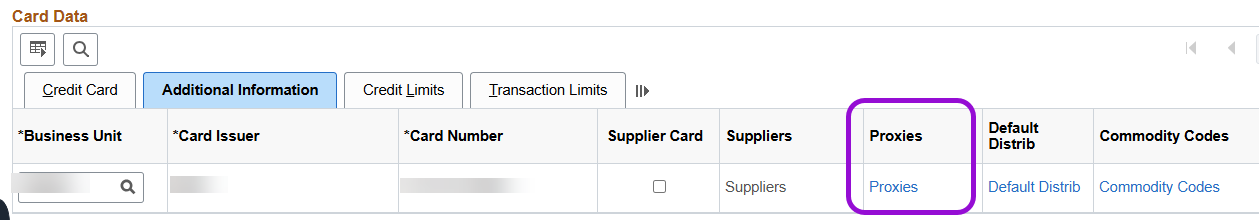 Card Data
Credit Card Additional Information Credit Limits Transaction Limits
*Business Unit *Card Issuer *Card Number Supplier Card Suppliers Proxies Default Distrib Commodity Codes
Suppliers Proxies Default Distrib Commodity Codes